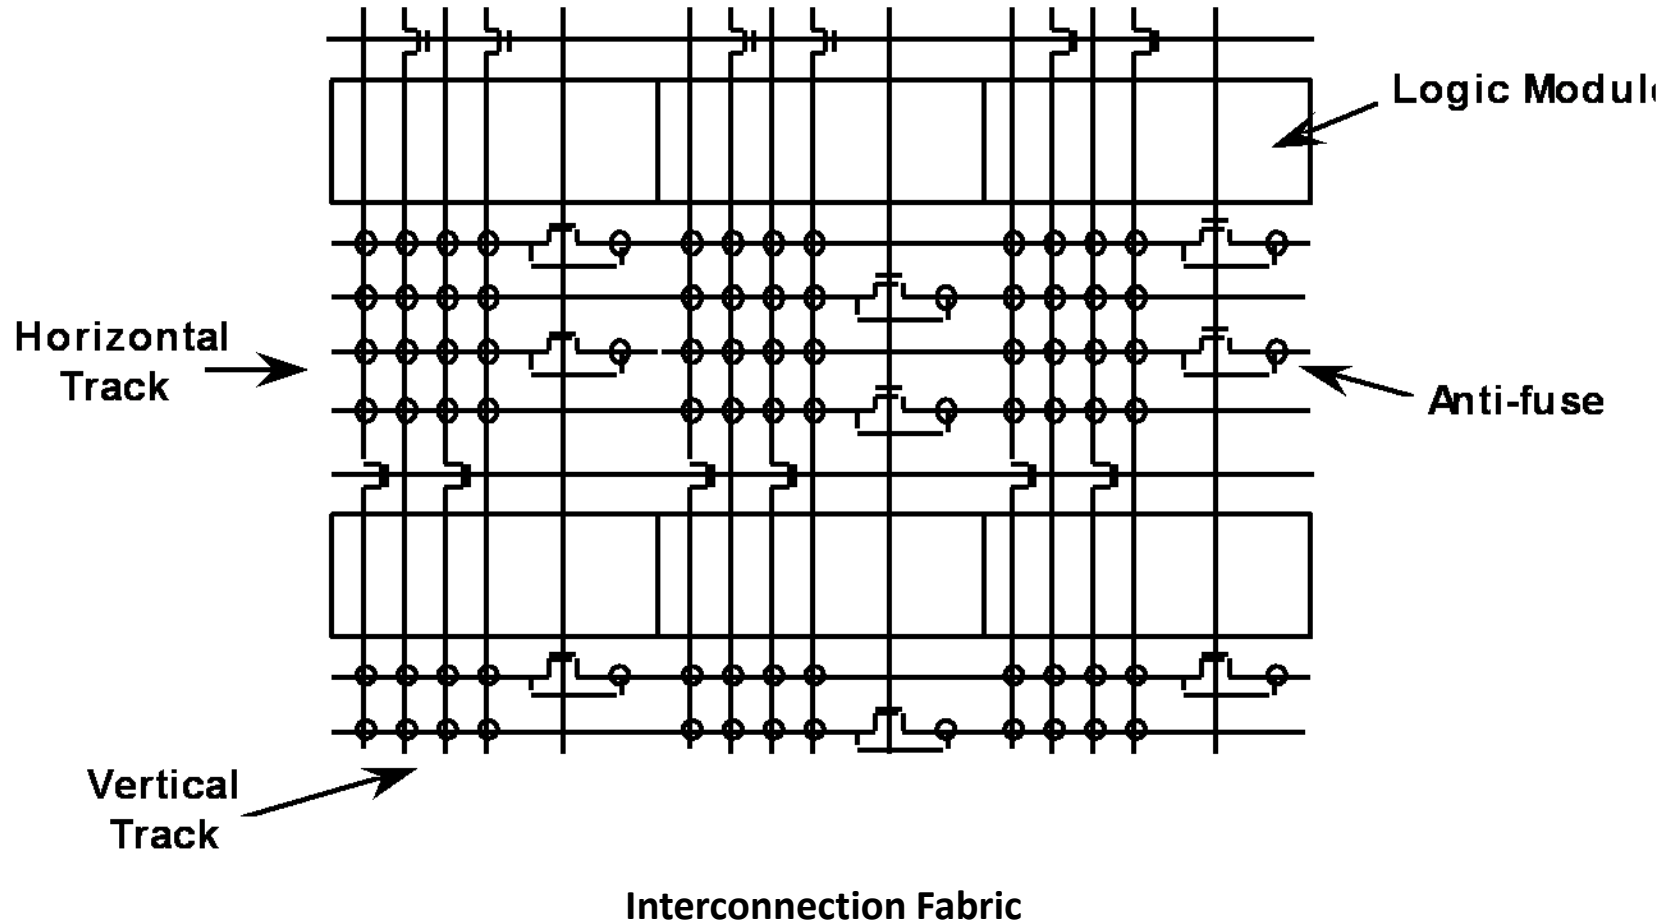 Logic Modul
Horizontal
Track
Anti-fuse
Vertical
Track
Interconnection Fabric